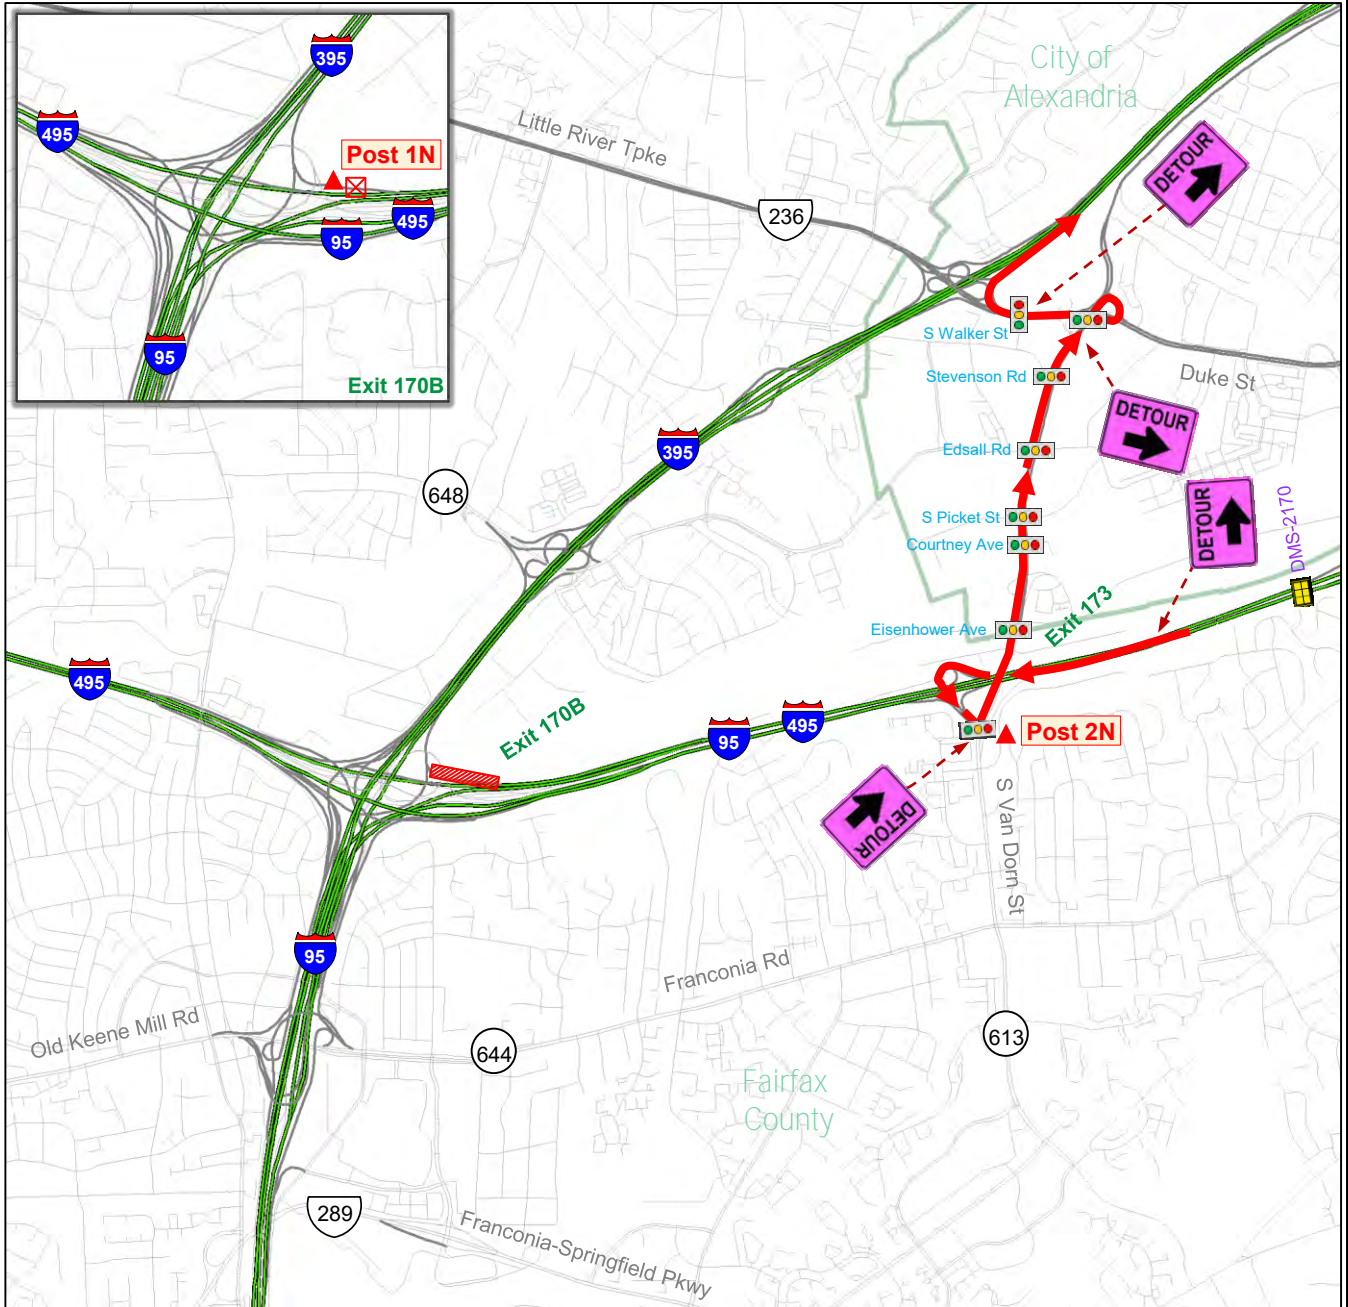 395
495
Post 1N
495
95
95
Exit 170B
City of
Alexandria
Little River Tpke
236
DETOUR
S Walker St
Duke St
Stevenson Rd
DETOUR
395
Edsall Rd
648
DETOUR
DMS-2170
S Picket St
Courtney Ave
Exit 173
Eisenhower Ave
495
Exit 170B
495
95
Post 2N
DETOUR
S Van Dorn St
95
Franconia Rd
Old Keene Mill Rd
644
613
Fairfax
County
289
Franconia-Springfield Pkwy